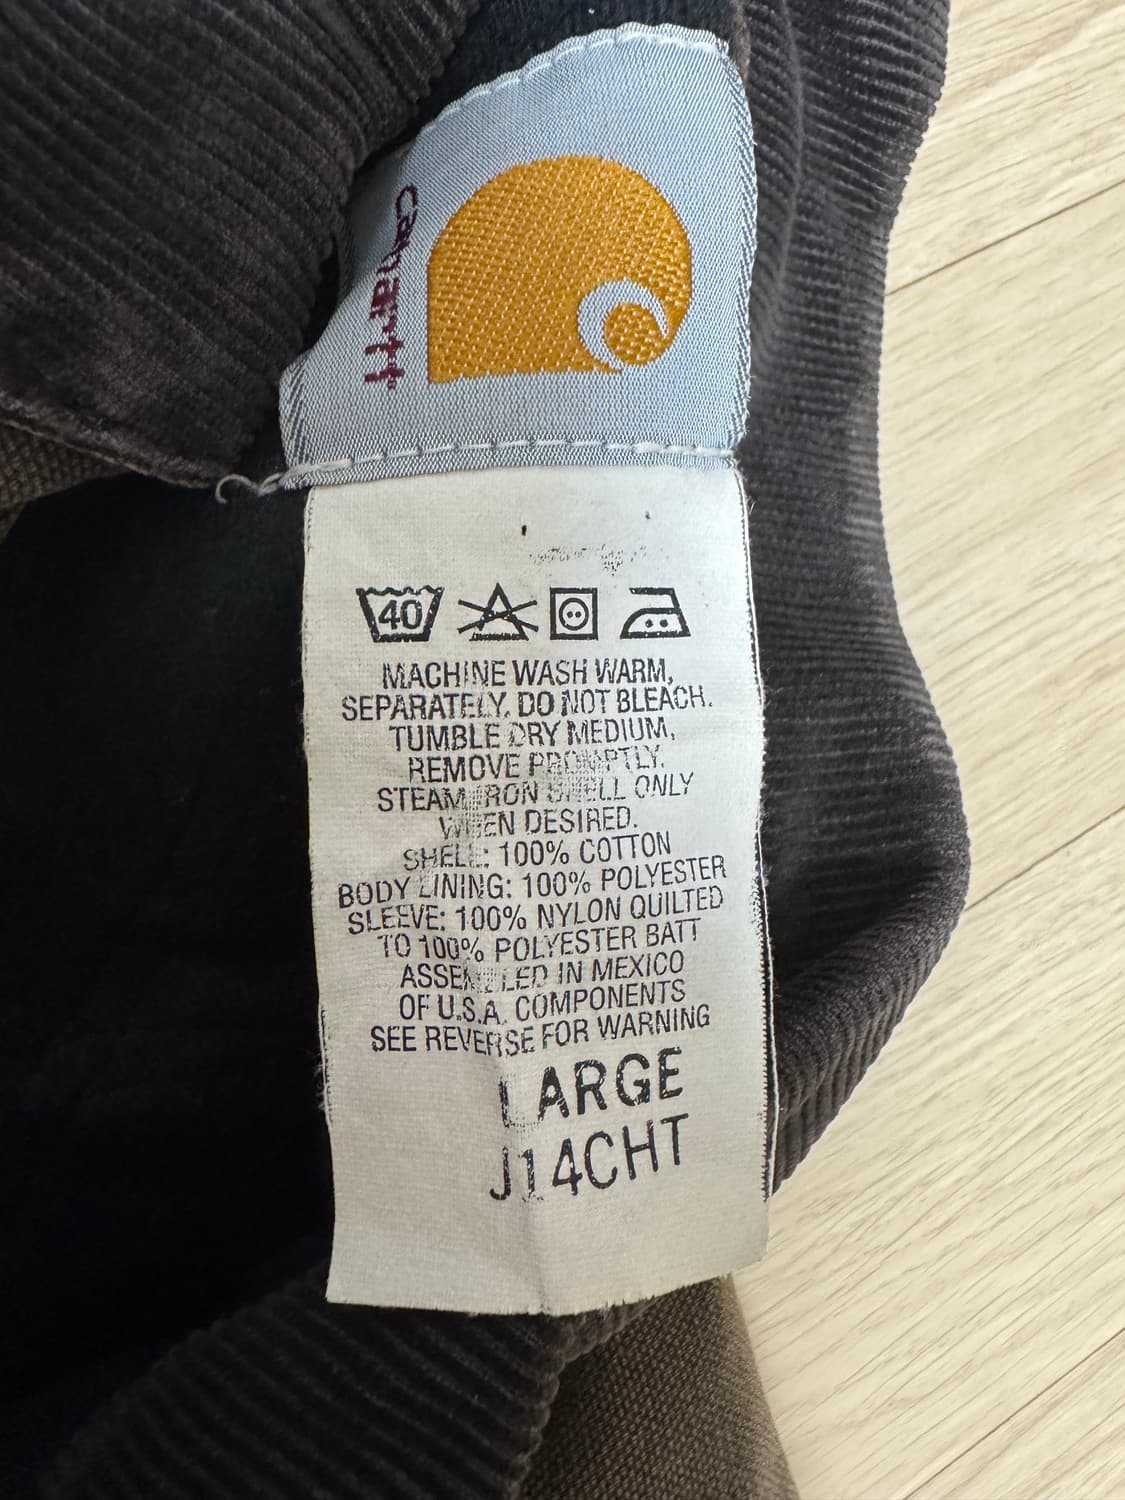 carhartt
40
MACHINE WASH WARM,
SEPARATELY. DO NOT BLEACH.
TUMBLE DRY MEDIUM,
REMOVE PROMPTLY.
STEAM IRON SHELL ONLY
WHEN DESIRED.
SHELL: 100% COTTON
BODY LINING: 100% POLYESTER
SLEEVE: 100% NYLON QUILTED
TO 100% POLYESTER BATT
ASSEMBLED IN MEXICO
OF U.S.A. COMPONENTS
SEE REVERSE FOR WARNING
LARGE
J14CHT